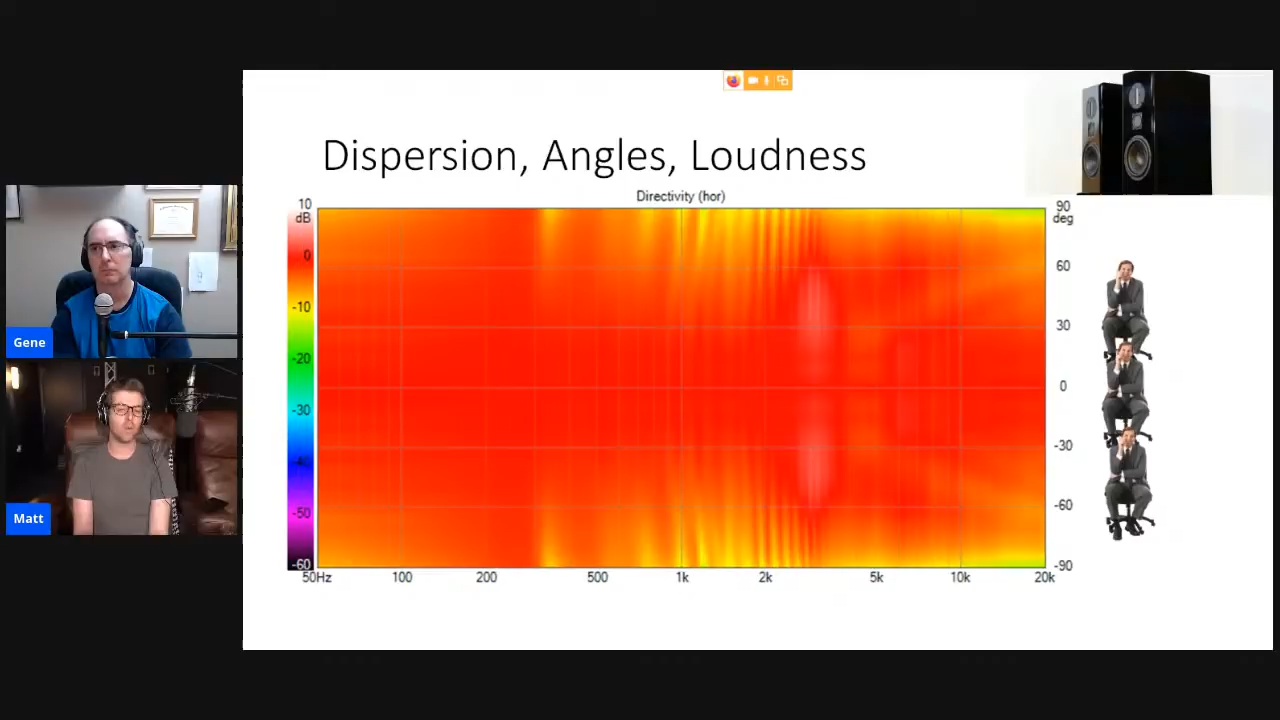 Dispersion, Angles, Loudness
Directivity (hor)
10
dB
0
-10
-20
-30
-40
-50
-60
90
deg
60
30
0
-30
-60
-90
50Hz 100 200 500 1k 2k 5k 10k 20k
Gene
Matt